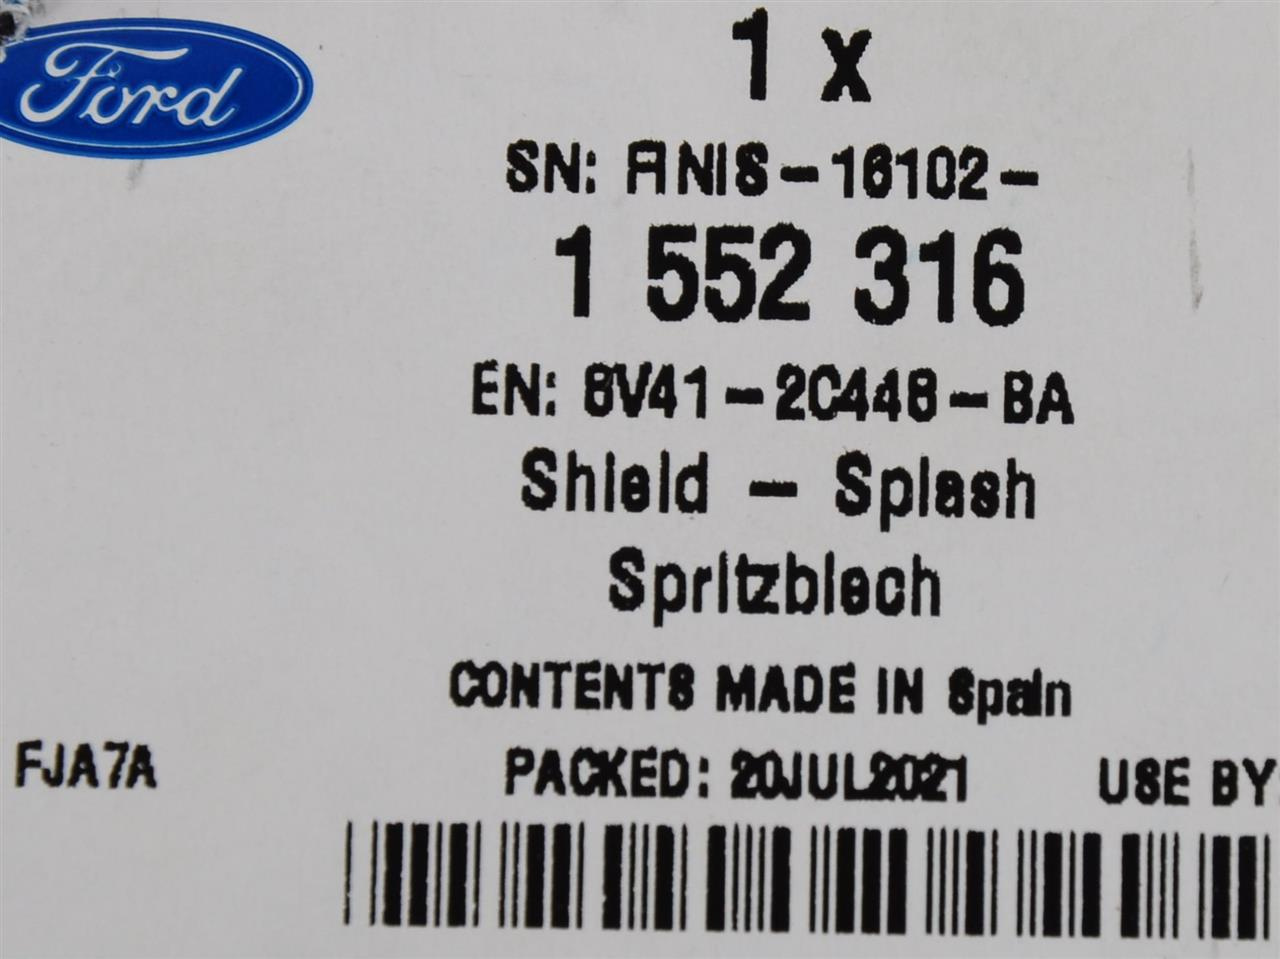 Ford
1 x
SN: FINIS-16102-
1 552 316
EN: 8V41-2C448-BA
Shield - Splash
Spritzblech
CONTENTS MADE IN Spain
FJA7A PACKED: 20JUL2021 USE BY: